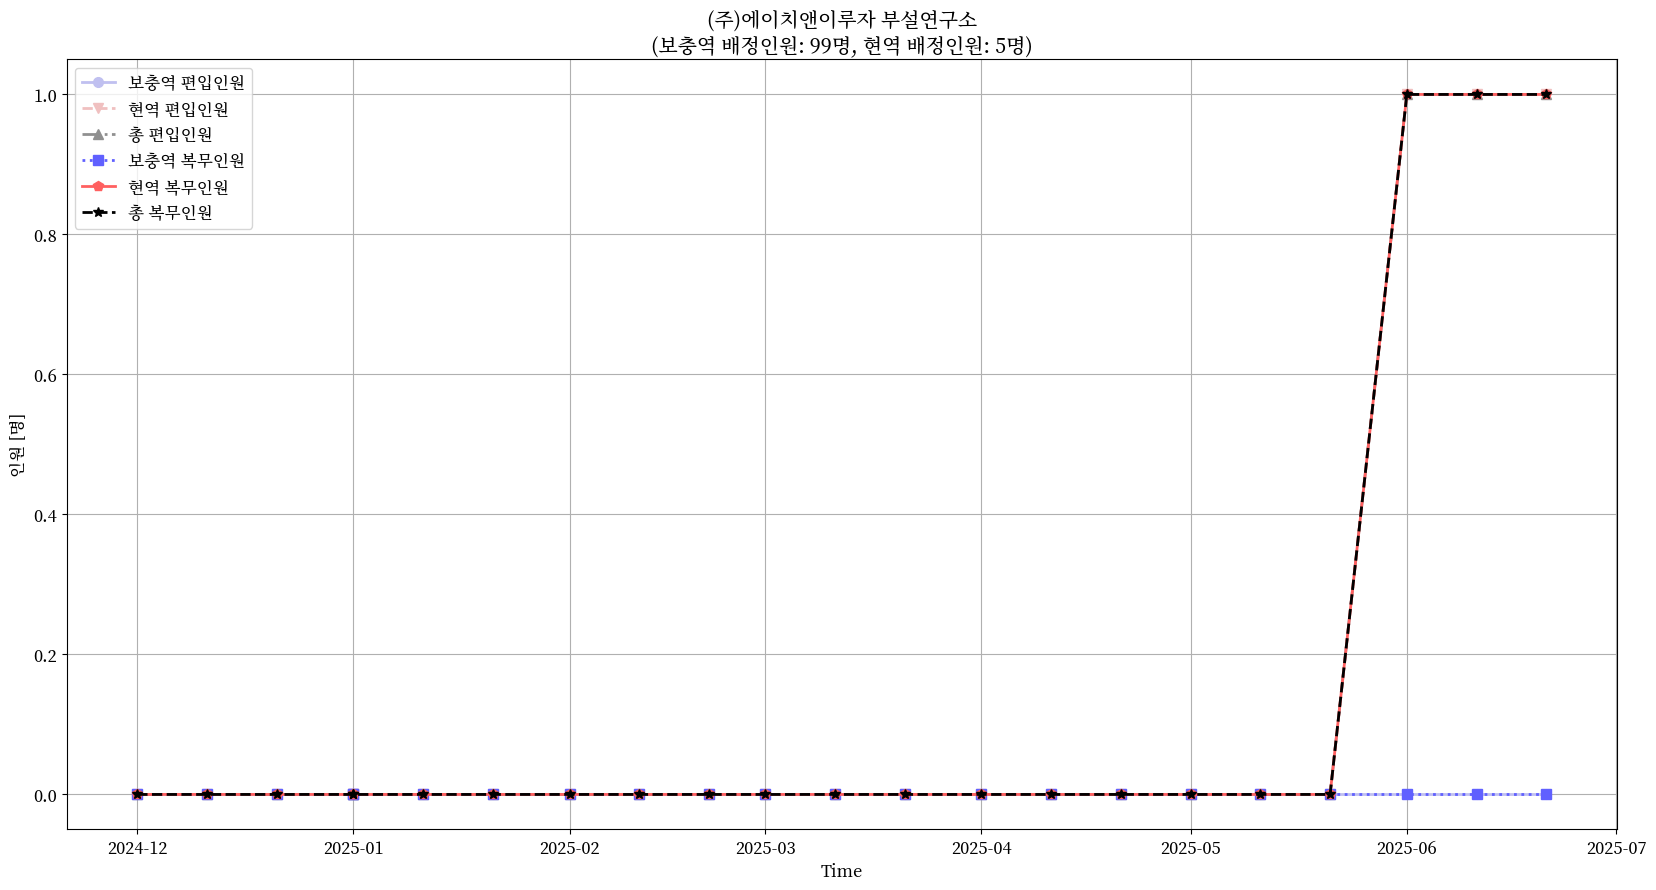 (주)에이치앤이루자 부설연구소
(보충역 배정인원: 99명, 현역 배정인원: 5명)
보충역 편입인원
현역 편입인원
총 편입인원
보충역 복무인원
현역 복무인원
총 복무인원
인원 [명]
1.0
0.8
0.6
0.4
0.2
0.0
2024-12
2025-01
2025-02
2025-03
2025-04
2025-05
2025-06
2025-07
Time